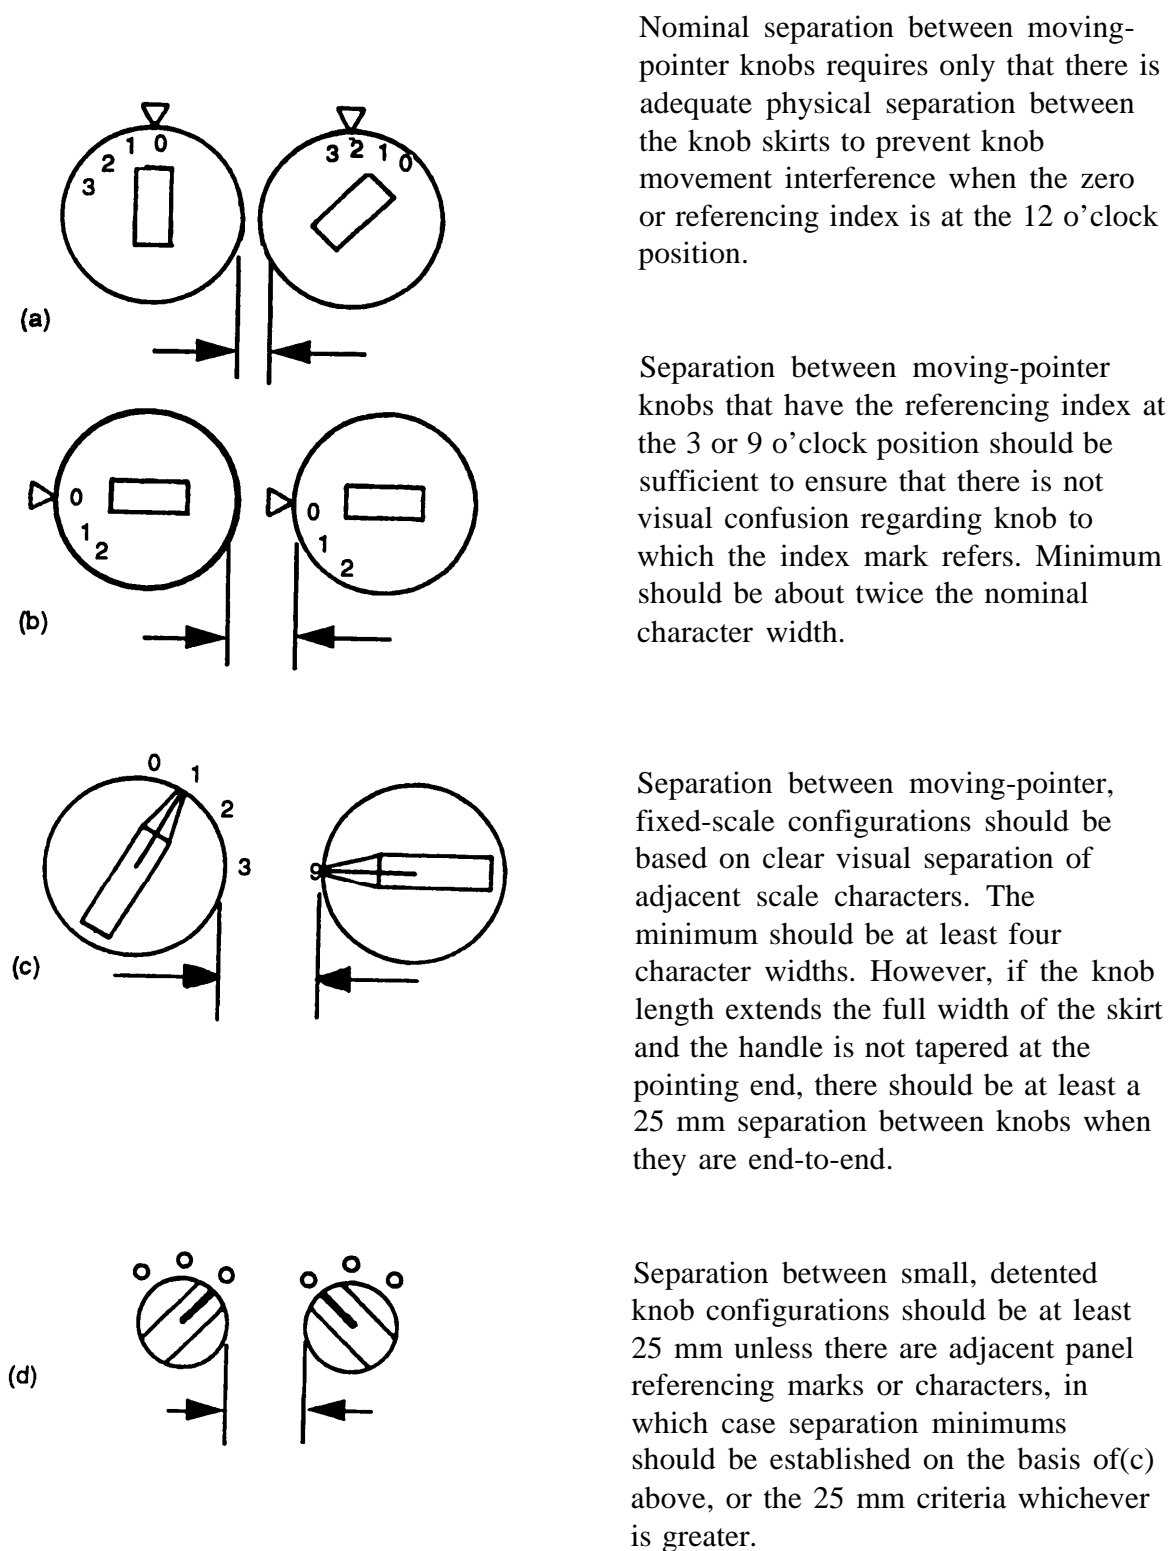 Nominal separation between moving-
pointer knobs requires only that there is
adequate physical separation between
the knob skirts to prevent knob
movement interference when the zero
or referencing index is at the 12 o’clock
position.
3 2 1 0
3 2 1 0
(a)
Separation between moving-pointer
knobs that have the referencing index at
the 3 or 9 o’clock position should be
sufficient to ensure that there is not
visual confusion regarding knob to
which the index mark refers. Minimum
should be about twice the nominal
character width.
0
1
2
0
1
2
(b)
Separation between moving-pointer,
fixed-scale configurations should be
based on clear visual separation of
adjacent scale characters. The
minimum should be at least four
character widths. However, if the knob
length extends the full width of the skirt
and the handle is not tapered at the
pointing end, there should be at least a
25 mm separation between knobs when
they are end-to-end.
0
1
2
3
9
(c)
Separation between small, detented
knob configurations should be at least
25 mm unless there are adjacent panel
referencing marks or characters, in
which case separation minimums
should be established on the basis of(c)
above, or the 25 mm criteria whichever
is greater.
(d)